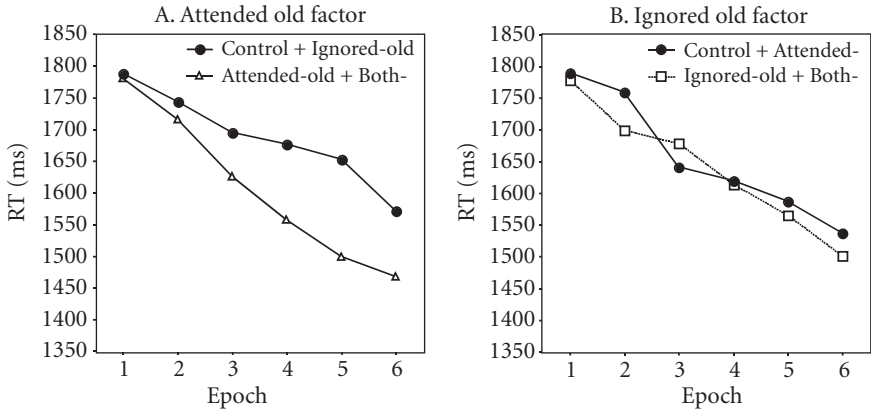 A. Attended old factor
1850
1800
1750
1700
1650
1600
1550
1500
1450
1400
1350
RT (ms)
Control + Ignored-old
Attended-old + Both-
1 2 3 4 5 6
Epoch
B. Ignored old factor
1850
1800
1750
1700
1650
1600
1550
1500
1450
1400
1350
RT (ms)
Control + Attended-
Ignored-old + Both-
1 2 3 4 5 6
Epoch